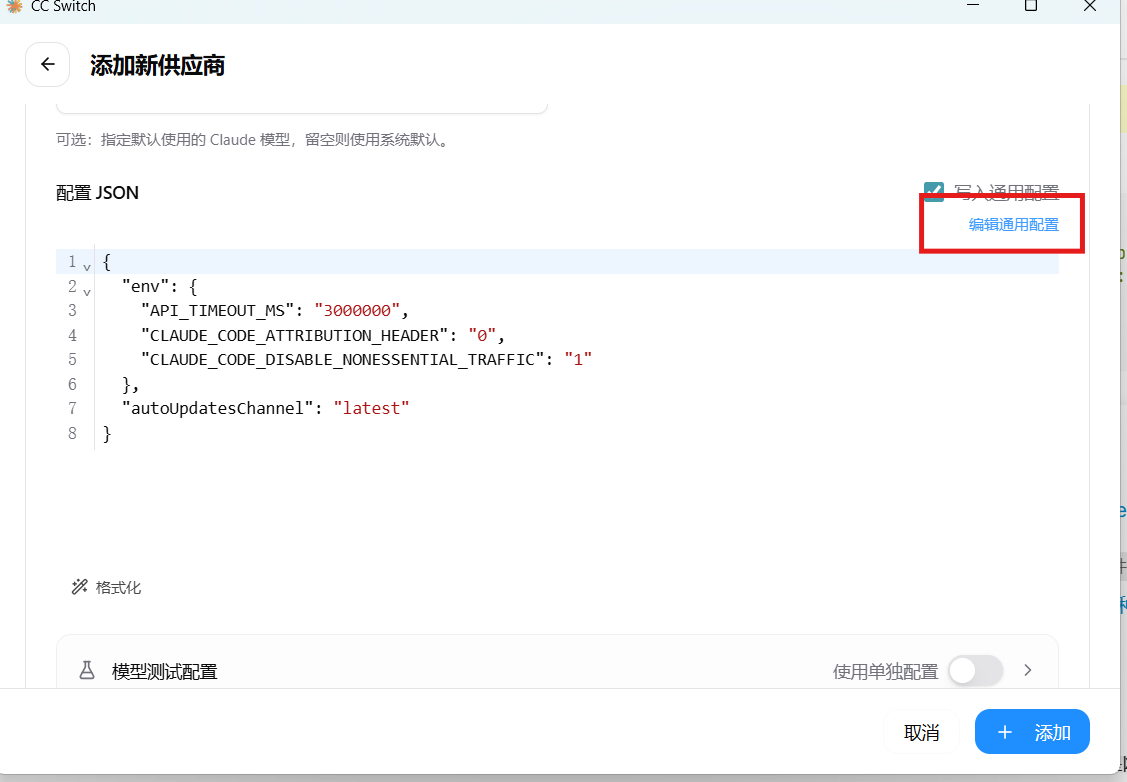 CC Switch
添加新供应商
可选：指定默认使用的 Claude 模型，留空则使用系统默认。
配置 JSON
写入通用配置
编辑通用配置
1 {
2 "env": {
3 "API_TIMEOUT_MS": "3000000",
4 "CLAUDE_CODE_ATTRIBUTION_HEADER": "0",
5 "CLAUDE_CODE_DISABLE_NONESSENTIAL_TRAFFIC": "1"
6 },
7 "autoUpdatesChannel": "latest"
8 }
格式化
模型测试配置
使用单独配置
取消
+ 添加